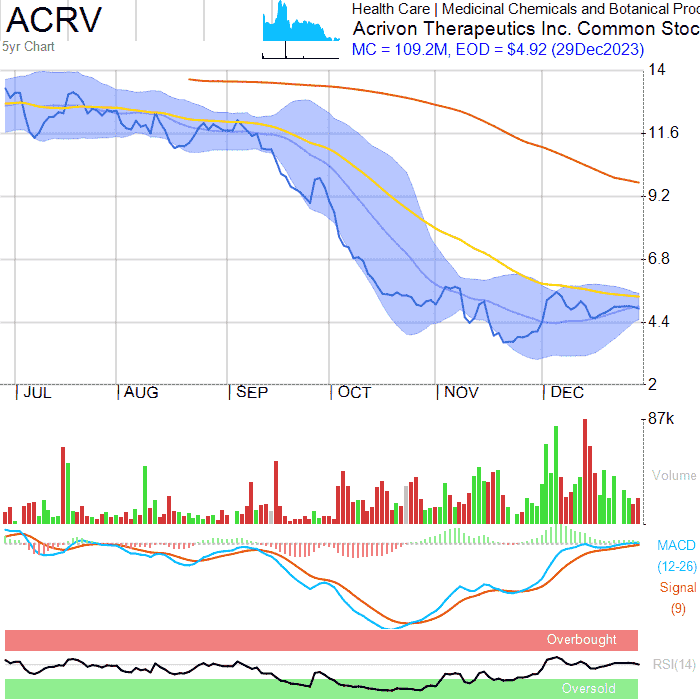 ACRV
5yr Chart
Health Care | Medicinal Chemicals and Botanical Pro
Acrivon Therapeutics Inc. Common Stoc
MC = 109.2M, EOD = $4.92 (29Dec2023)
14
11.6
9.2
6.8
4.4
2
JUL AUG SEP OCT NOV DEC
87k
Volume
MACD
(12-26)
Signal
(9)
Overbought
RSI(14)
Oversold